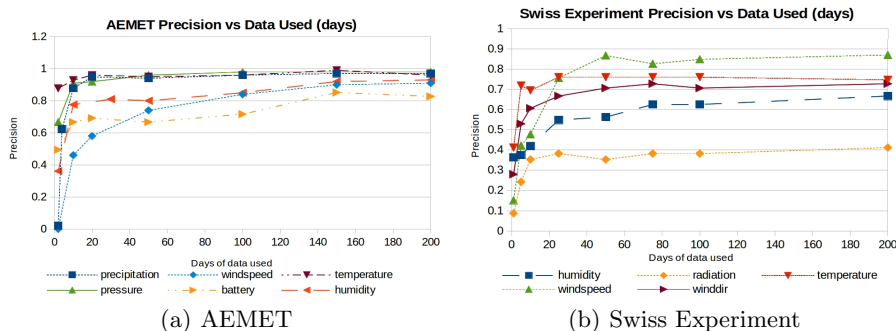 AEMET Precision vs Data Used (days)
1.2
1
0.8
0.6
0.4
0.2
0
Precision
0 20 40 60 80 100 120 140 160 180 200
Days of data used
precipitation windspeed temperature
pressure battery humidity
(a) AEMET
Swiss Experiment Precision vs Data Used (days)
1
0.9
0.8
0.7
0.6
0.5
0.4
0.3
0.2
0.1
0
Precision
0 20 40 60 80 100 120 140 160 180 200
Days of data used
humidity radiation temperature
windspeed winddir
(b) Swiss Experiment